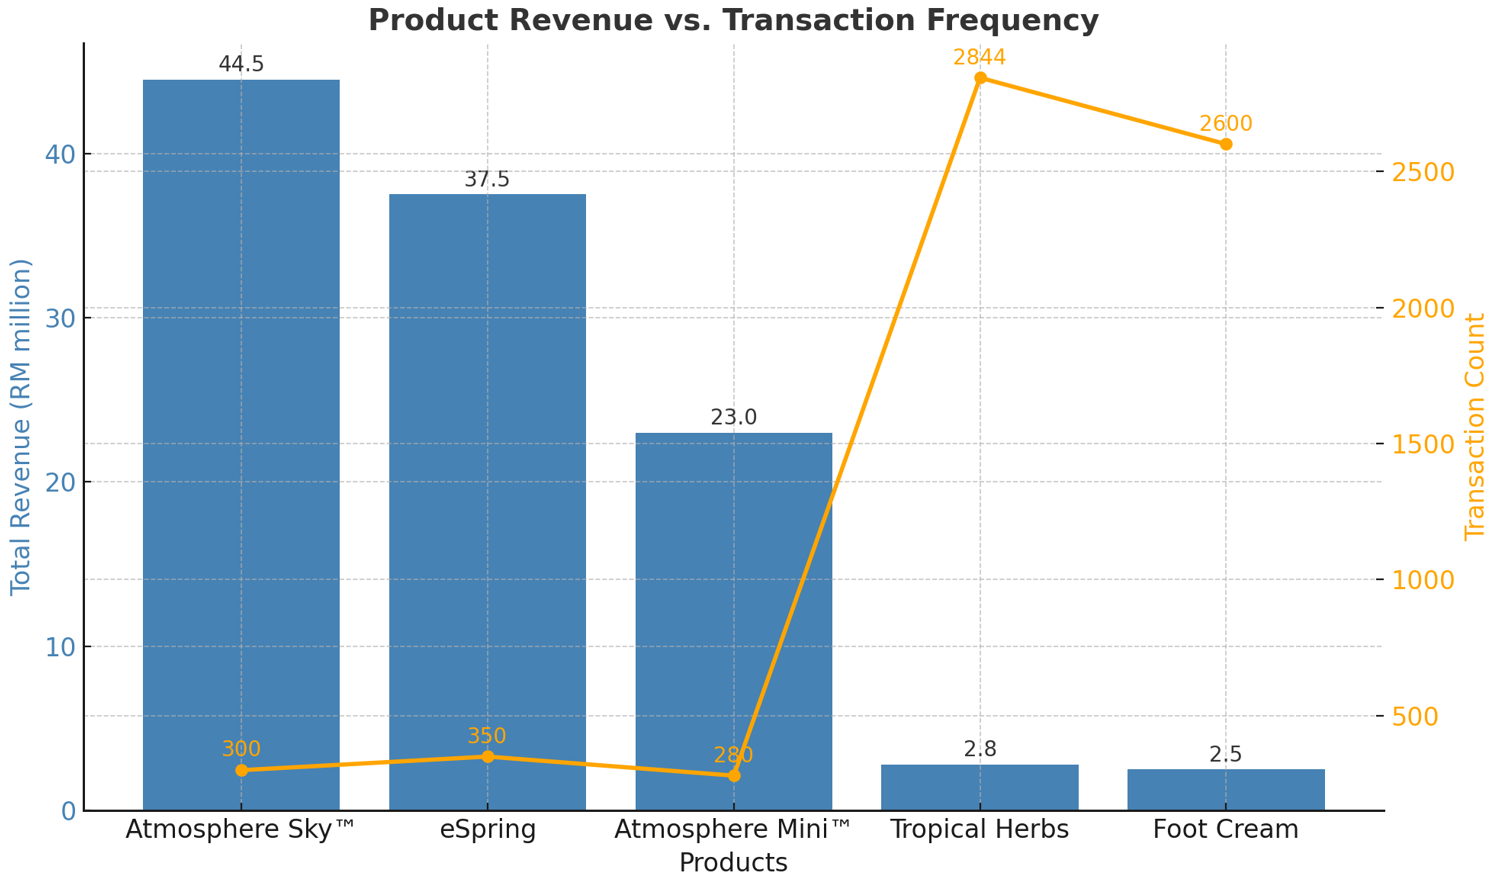 Product Revenue vs. Transaction Frequency
Total Revenue (RM million)
40
30
20
10
0
44.5
37.5
23.0
2.8
2.5
300
350
280
2844
2600
2500
2000
1500
1000
500
Transaction Count
Atmosphere Sky™
eSpring
Atmosphere Mini™
Tropical Herbs
Foot Cream
Products